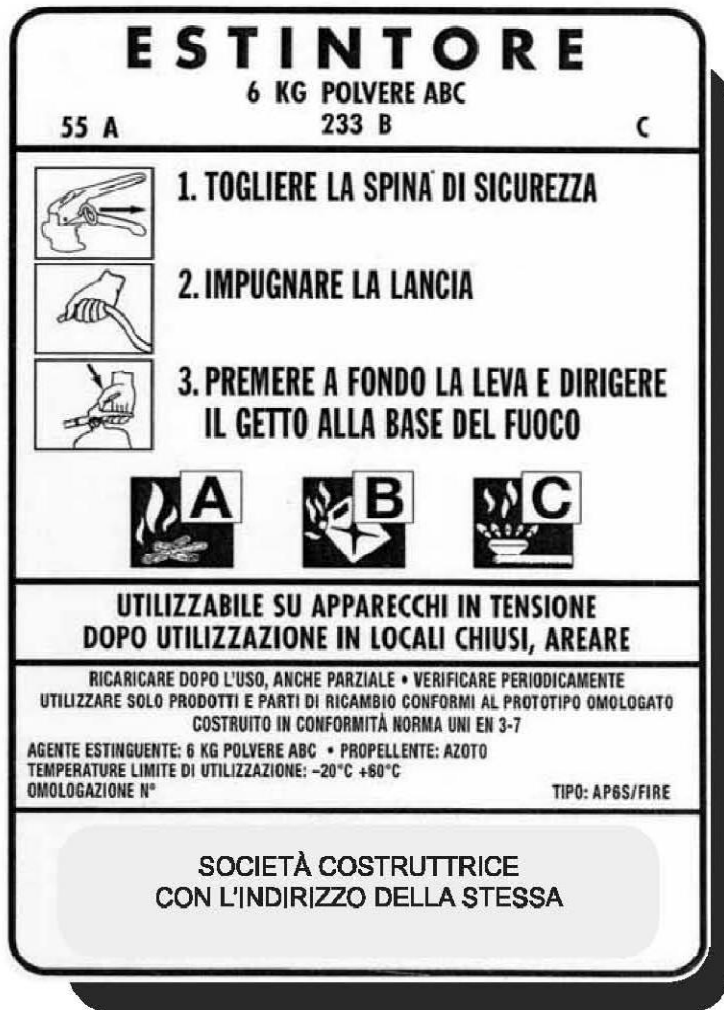 ESTINTORE
6 KG POLVERE ABC
55 A 233 B C
1. TOGLIERE LA SPINA DI SICUREZZA
2. IMPUGNARE LA LANCIA
3. PREMERE A FONDO LA LEVA E DIRIGERE
IL GETTO ALLA BASE DEL FUOCO
A B C
UTILIZZABILE SU APPARECCHI IN TENSIONE
DOPO UTILIZZAZIONE IN LOCALI CHIUSI, AREARE
RICARICARE DOPO L'USO, ANCHE PARZIALE • VERIFICARE PERIODICAMENTE
UTILIZZARE SOLO PRODOTTI E PARTI DI RICAMBIO CONFORMI AL PROTOTIPO OMOLOGATO
COSTRUITO IN CONFORMITÀ NORMA UNI EN 3-7
AGENTE ESTINGUENTE: 6 KG POLVERE ABC • PROPELLENTE: AZOTO
TEMPERATURE LIMITE DI UTILIZZAZIONE: –20°C +60°C
OMOLOGAZIONE N° TIPO: AP6S/FIRE
SOCIETÀ COSTRUTTRICE
CON L'INDIRIZZO DELLA STESSA